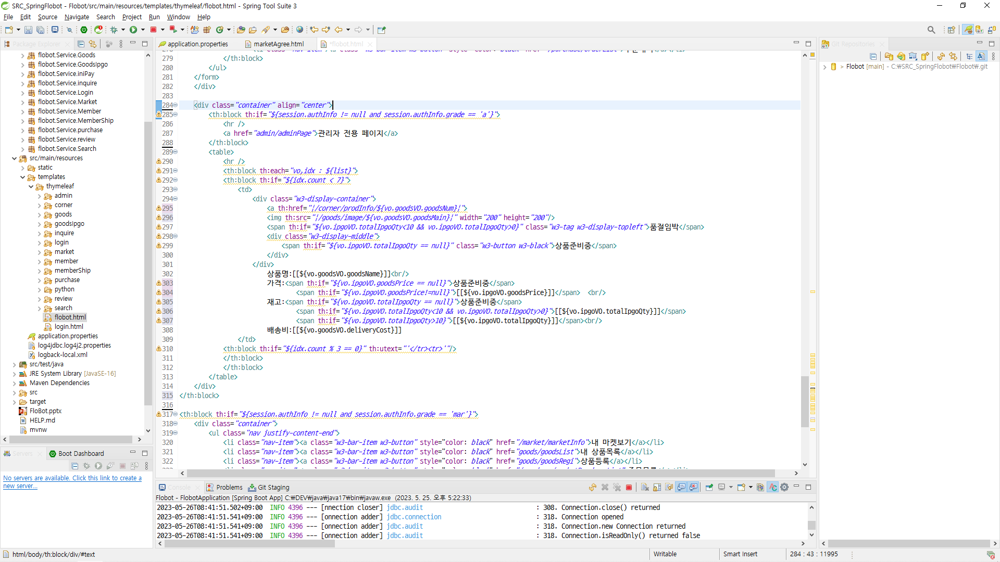 SRC_SpringFlobot - Flobot/src/main/resources/templates/thymeleaf/flobot.html - Spring Tool Suite 3
File Edit Source Navigate Search Project Run Window Help
Package Explorer
flobot.Service.Goods
flobot.Service.GoodsIpgo
flobot.Service.iniPay
flobot.Service.inquire
flobot.Service.Login
flobot.Service.Market
flobot.Service.Member
flobot.Service.MemberShip
flobot.Service.purchase
flobot.Service.review
flobot.Service.Search
src/main/resources
static
templates
thymeleaf
admin
corner
goods
goodsIpgo
inquire
login
market
member
memberShip
purchase
python
review
search
flobot.html
login.html
application.properties
log4jdbc.log4j2.properties
logback-local.xml
src/test/java
JRE System Library [JavaSE-16]
Maven Dependencies
src
target
FloBot.pptx
HELP.md
mvnw
Servers Boot Dashboard
No servers are available. Click this link to create a
new server...
application.properties marketAgree.html *flobot.html
279 </th:block>
280 </ul>
281 </form>
282 </div>
283
284 <div class="container" align="center">
285 <th:block th:if="${session.authInfo != null and session.authInfo.grade == 'a'}">
286 <hr />
287 <a href="admin/adminPage">관리자 전용 페이지</a>
288 </th:block>
289 <table>
290 <hr />
291 <th:block th:each="vo,idx : ${list}">
292 <th:block th:if="${idx.count < 7}">
293 <td>
294 <div class="w3-display-container">
295 <a th:href="|/corner/prodInfo/${vo.goodsVO.goodsNum}|">
296 <img th:src="|/goods/image/${vo.goodsVO.goodsMain}|" width="200" height="200"/>
297 <span th:if="${vo.ipgoVO.totalIpgoQty<10 && vo.ipgoVO.totalIpgoQty>0}" class="w3-tag w3-display-topleft">품절임박</span>
298 <div class="w3-display-middle">
299 <span th:if="${vo.ipgoVO.totalIpgoQty == null}" class="w3-button w3-black">상품준비중</span>
300 </div>
301 </div>
302 상품명:[[${vo.goodsVO.goodsName}]]<br/>
303 가격:<span th:if="${vo.ipgoVO.goodsPrice == null}">상품준비중</span>
304 <span th:if="${vo.ipgoVO.goodsPrice!=null}">[[${vo.ipgoVO.goodsPrice}]]</span> <br/>
305 재고:<span th:if="${vo.ipgoVO.totalIpgoQty == null}">상품준비중</span>
306 <span th:if="${vo.ipgoVO.totalIpgoQty<10 && vo.ipgoVO.totalIpgoQty>0}">[[${vo.ipgoVO.totalIpgoQty}]]</span>
307 <span th:if="${vo.ipgoVO.totalIpgoQty>10}">[[${vo.ipgoVO.totalIpgoQty}]]</span><br/>
308 배송비:[[${vo.goodsVO.deliveryCost}]]
309 </td>
310 <th:block th:if="${idx.count % 3 == 0}" th:utext="'</tr><tr>'"/>
311 </th:block>
312 </th:block>
313 </table>
314 </div>
315 </th:block>
316
317 <th:block th:if="${session.authInfo != null and session.authInfo.grade == 'mar'}">
318 <div class="container">
319 <ul class="nav justify-content-end">
320 <li class="nav-item"><a class="w3-bar-item w3-button" style="color: black" href="/market/marketInfo">내 마켓보기</a></li>
321 <li class="nav-item"><a class="w3-bar-item w3-button" style="color: black" href="goods/goodsList">내 상품목록</a></li>
322 <li class="nav-item"><a class="w3-bar-item w3-button" style="color: black" href="goods/goodsRegi">상품등록</a></li>
Console Problems Git Staging
Flobot - FlobotApplication [Spring Boot App] C:₩DEV₩java₩java17₩bin₩javaw.exe (2023. 5. 25. 오후 5:22:33)
2023-05-26T08:41:51.502+09:00 INFO 4396 --- [nnection closer] jdbc.audit : 308. Connection.close() returned
2023-05-26T08:41:51.541+09:00 INFO 4396 --- [onnection adder] jdbc.connection : 318. Connection opened
2023-05-26T08:41:51.541+09:00 INFO 4396 --- [onnection adder] jdbc.audit : 318. Connection.new Connection returned
2023-05-26T08:41:51.541+09:00 INFO 4396 --- [onnection adder] jdbc.audit : 318. Connection.isReadOnly() returned false
Git Repositories
> Flobot [main] - C:₩SRC_SpringFlobot₩Flobot₩.git
html/body/th:block/div/#text Writable Smart Insert 284 : 43 : 11995